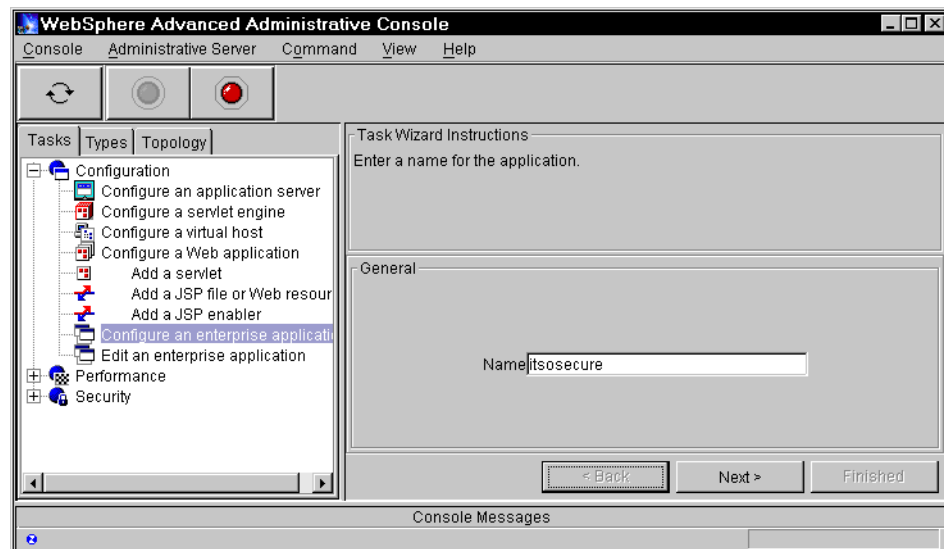 WebSphere Advanced Administrative Console
Console Administrative Server Command View Help
Tasks Types Topology
Configuration
Configure an application server
Configure a servlet engine
Configure a virtual host
Configure a Web application
Add a servlet
Add a JSP file or Web resour
Add a JSP enabler
Configure an enterprise applicati
Edit an enterprise application
Performance
Security
Task Wizard Instructions
Enter a name for the application.
General
Name itsosecure
< Back Next > Finished
Console Messages